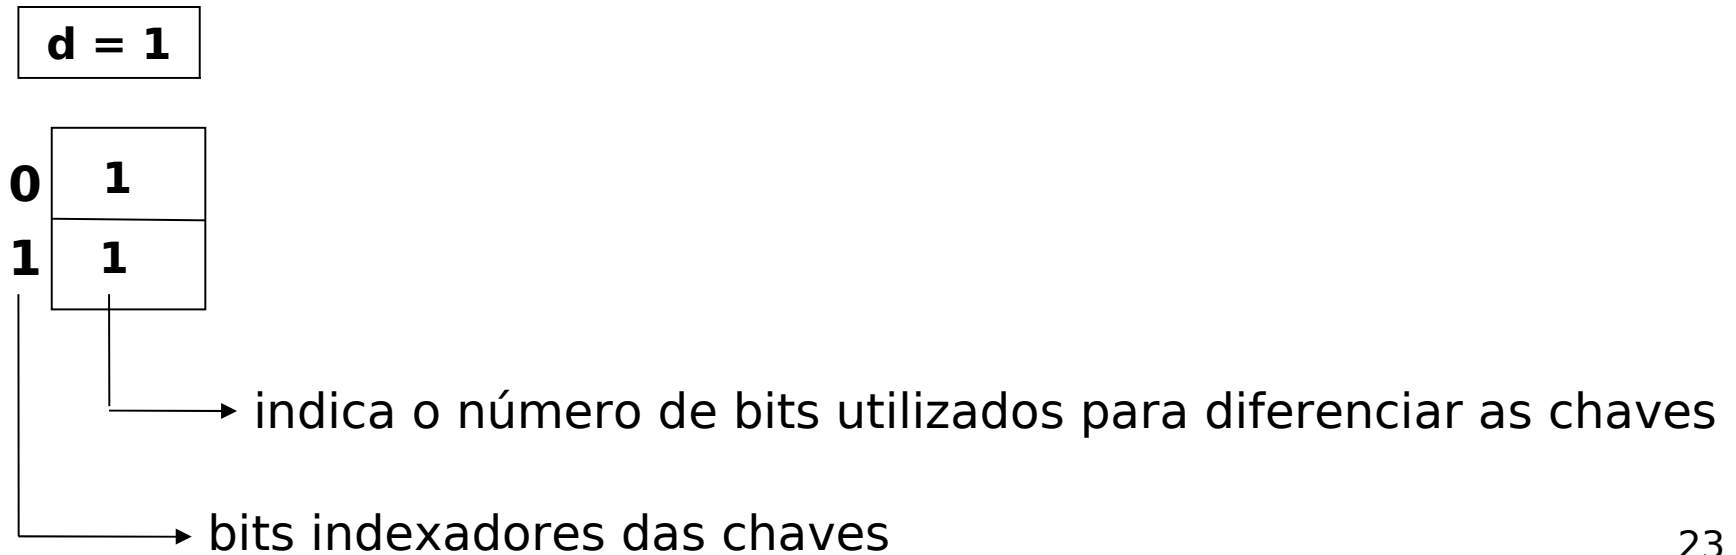 d = 1
0 1
1 1
indica o número de bits utilizados para diferenciar as chaves
bits indexadores das chaves
23